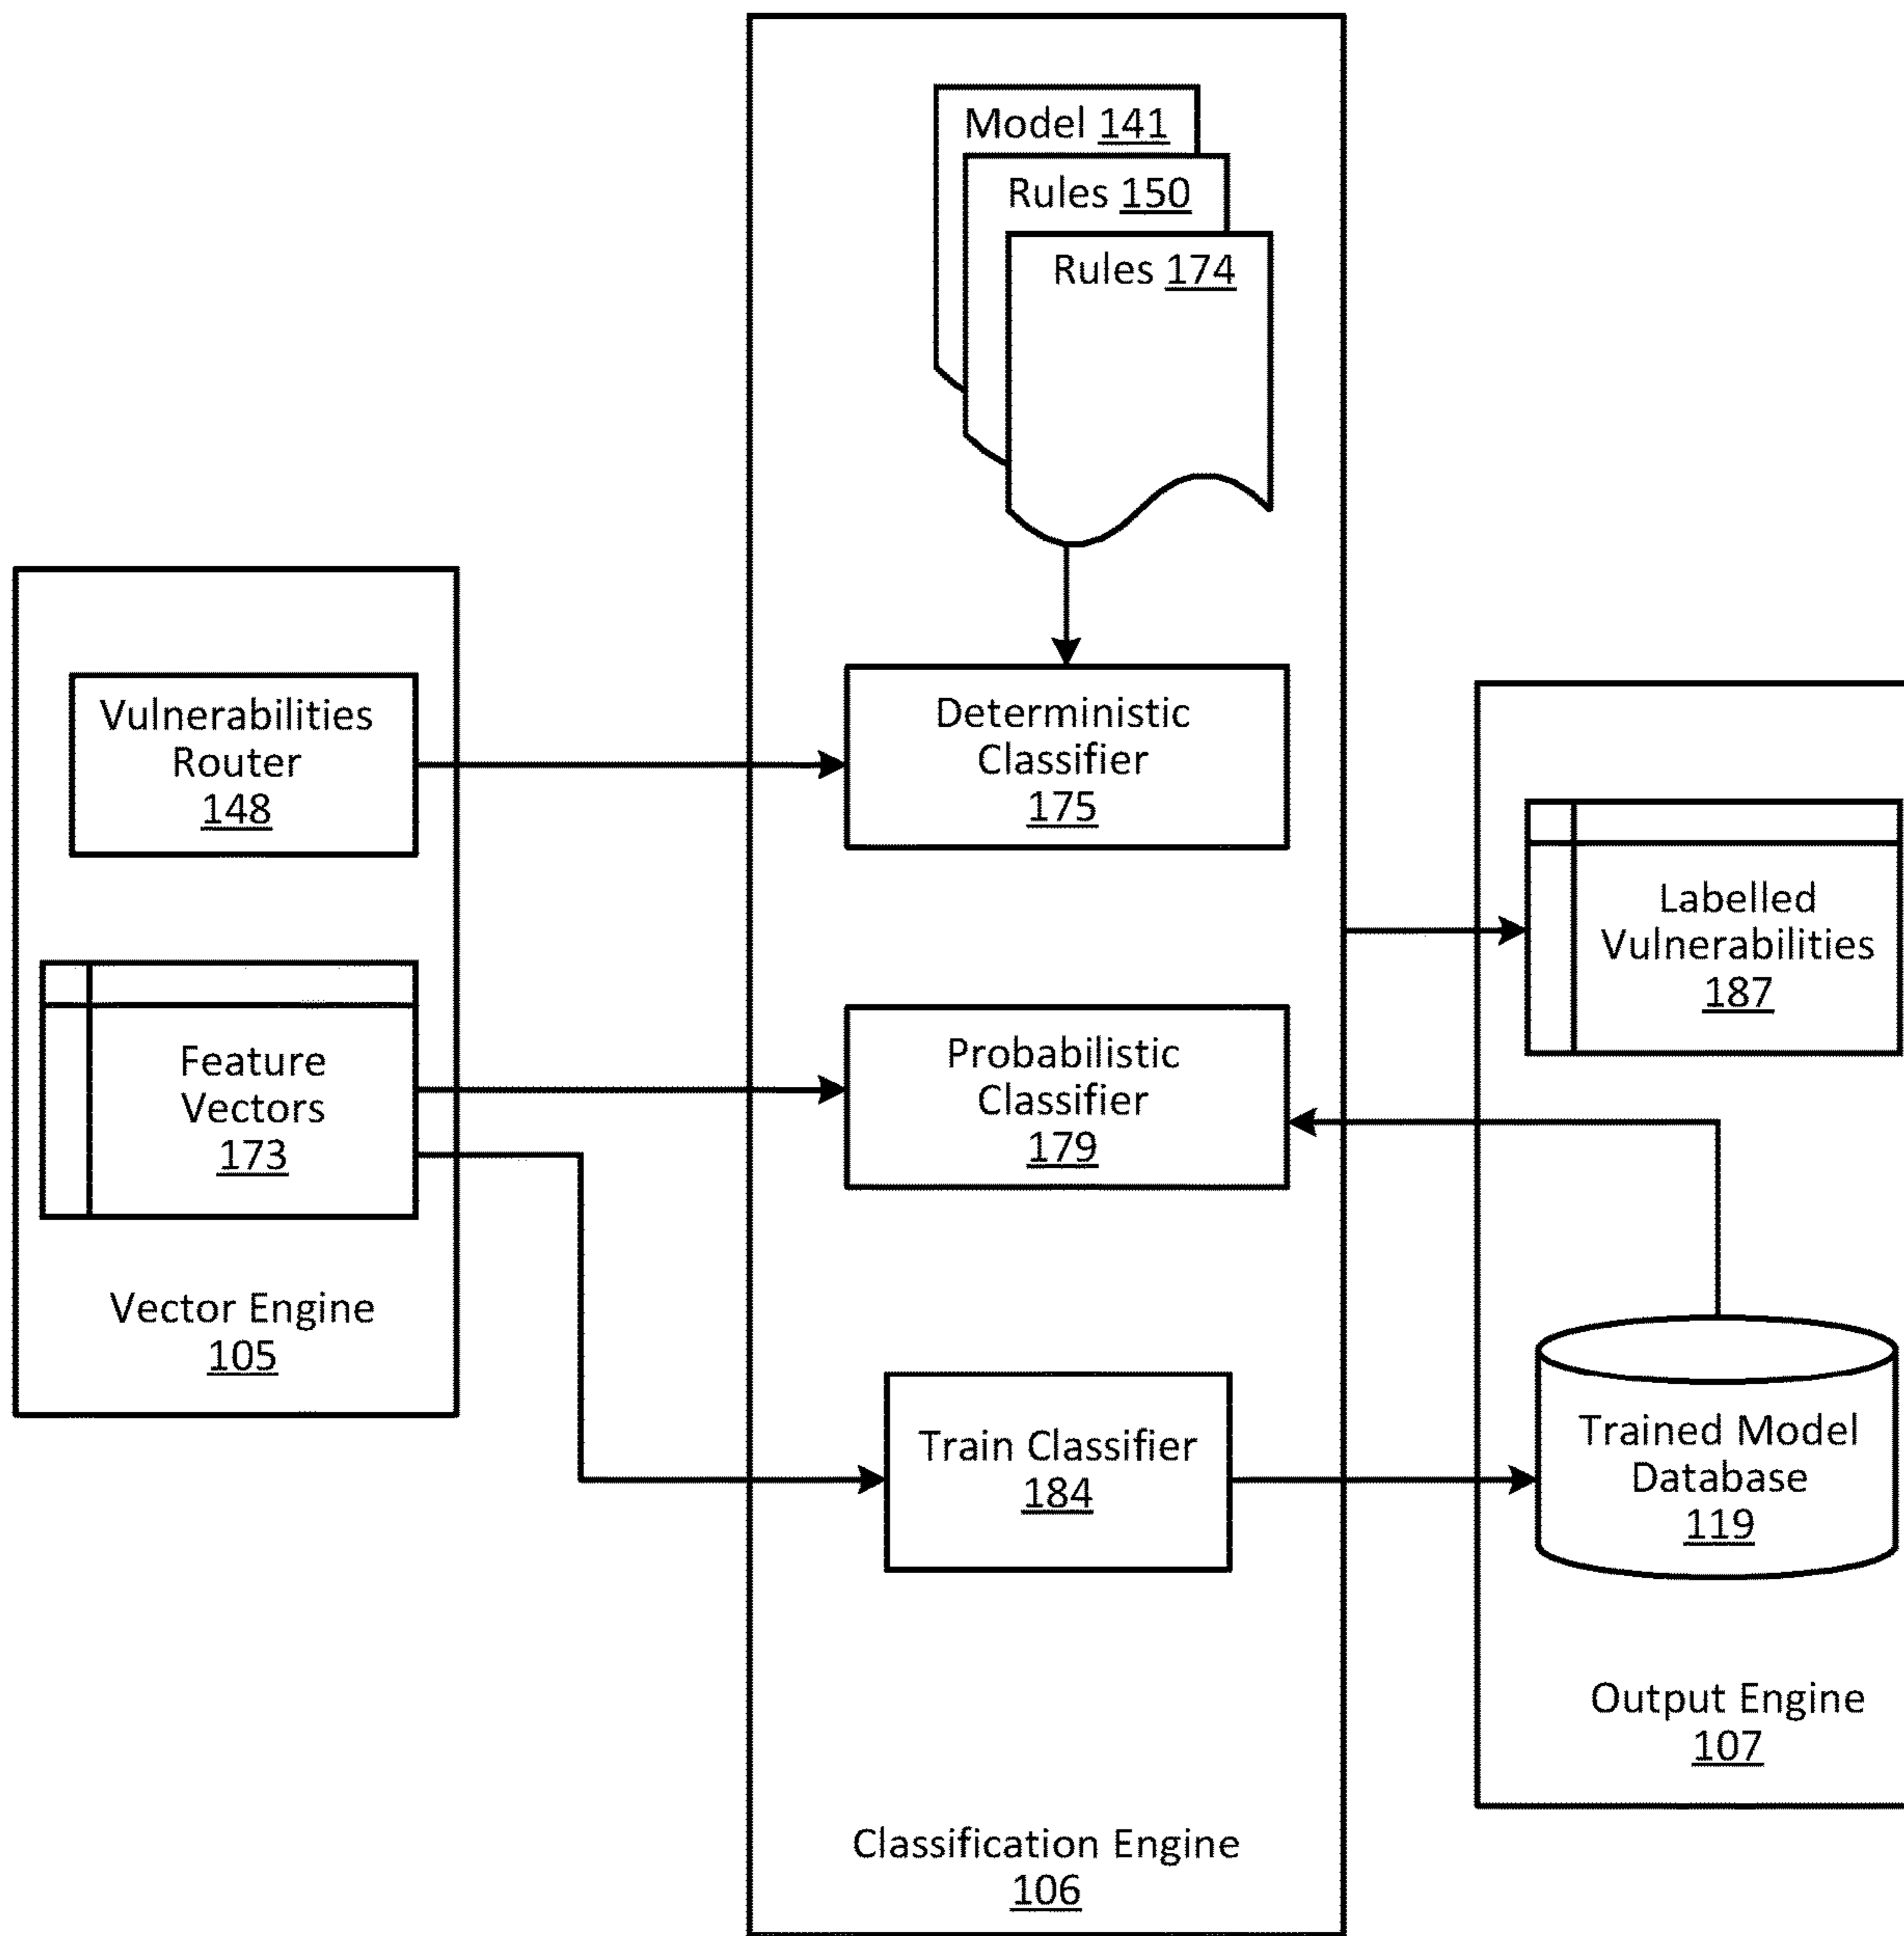 Model 141
Rules 150
Rules 174
Vulnerabilities
Router
148
Deterministic
Classifier
175
Labelled
Vulnerabilities
187
Feature
Vectors
173
Probabilistic
Classifier
179
Vector Engine
105
Train Classifier
184
Trained Model
Database
119
Output Engine
107
Classification Engine
106